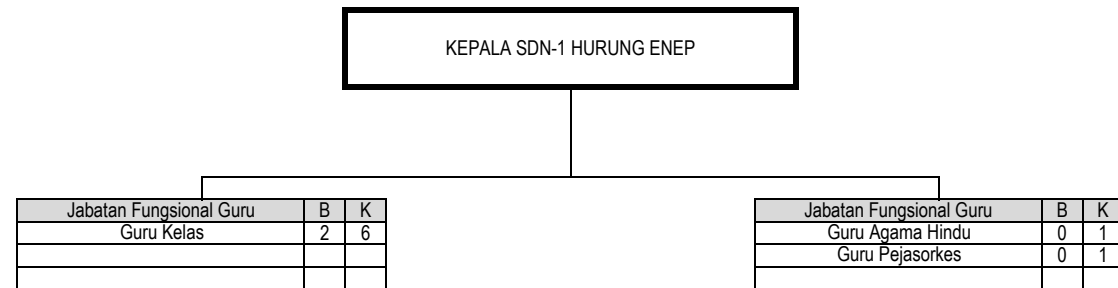 KEPALA SDN-1 HURUNG ENEP
Jabatan Fungsional Guru B K
Guru Kelas 2 6
Jabatan Fungsional Guru B K
Guru Agama Hindu 0 1
Guru Pejasorkes 0 1